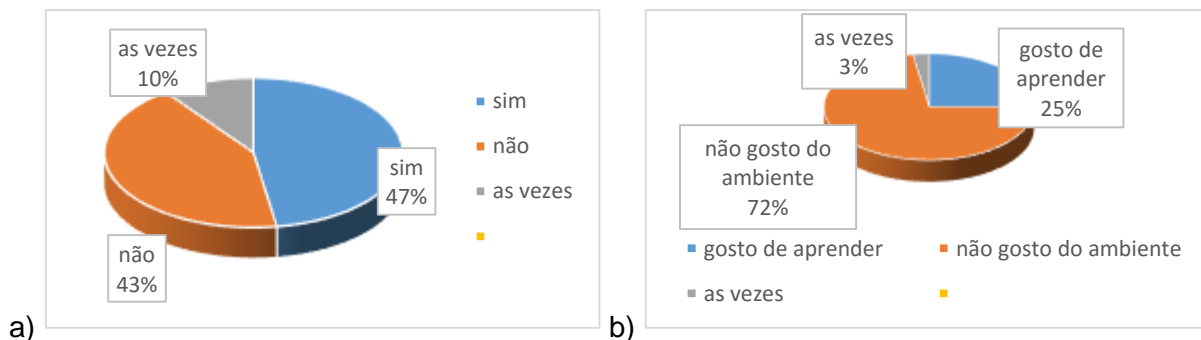 as vezes
10%
sim
47%
não
43%
sim
não
as vezes
a)
as vezes
3%
gosto de
aprender
25%
não gosto do
ambiente
72%
gosto de aprender
não gosto do ambiente
as vezes
b)